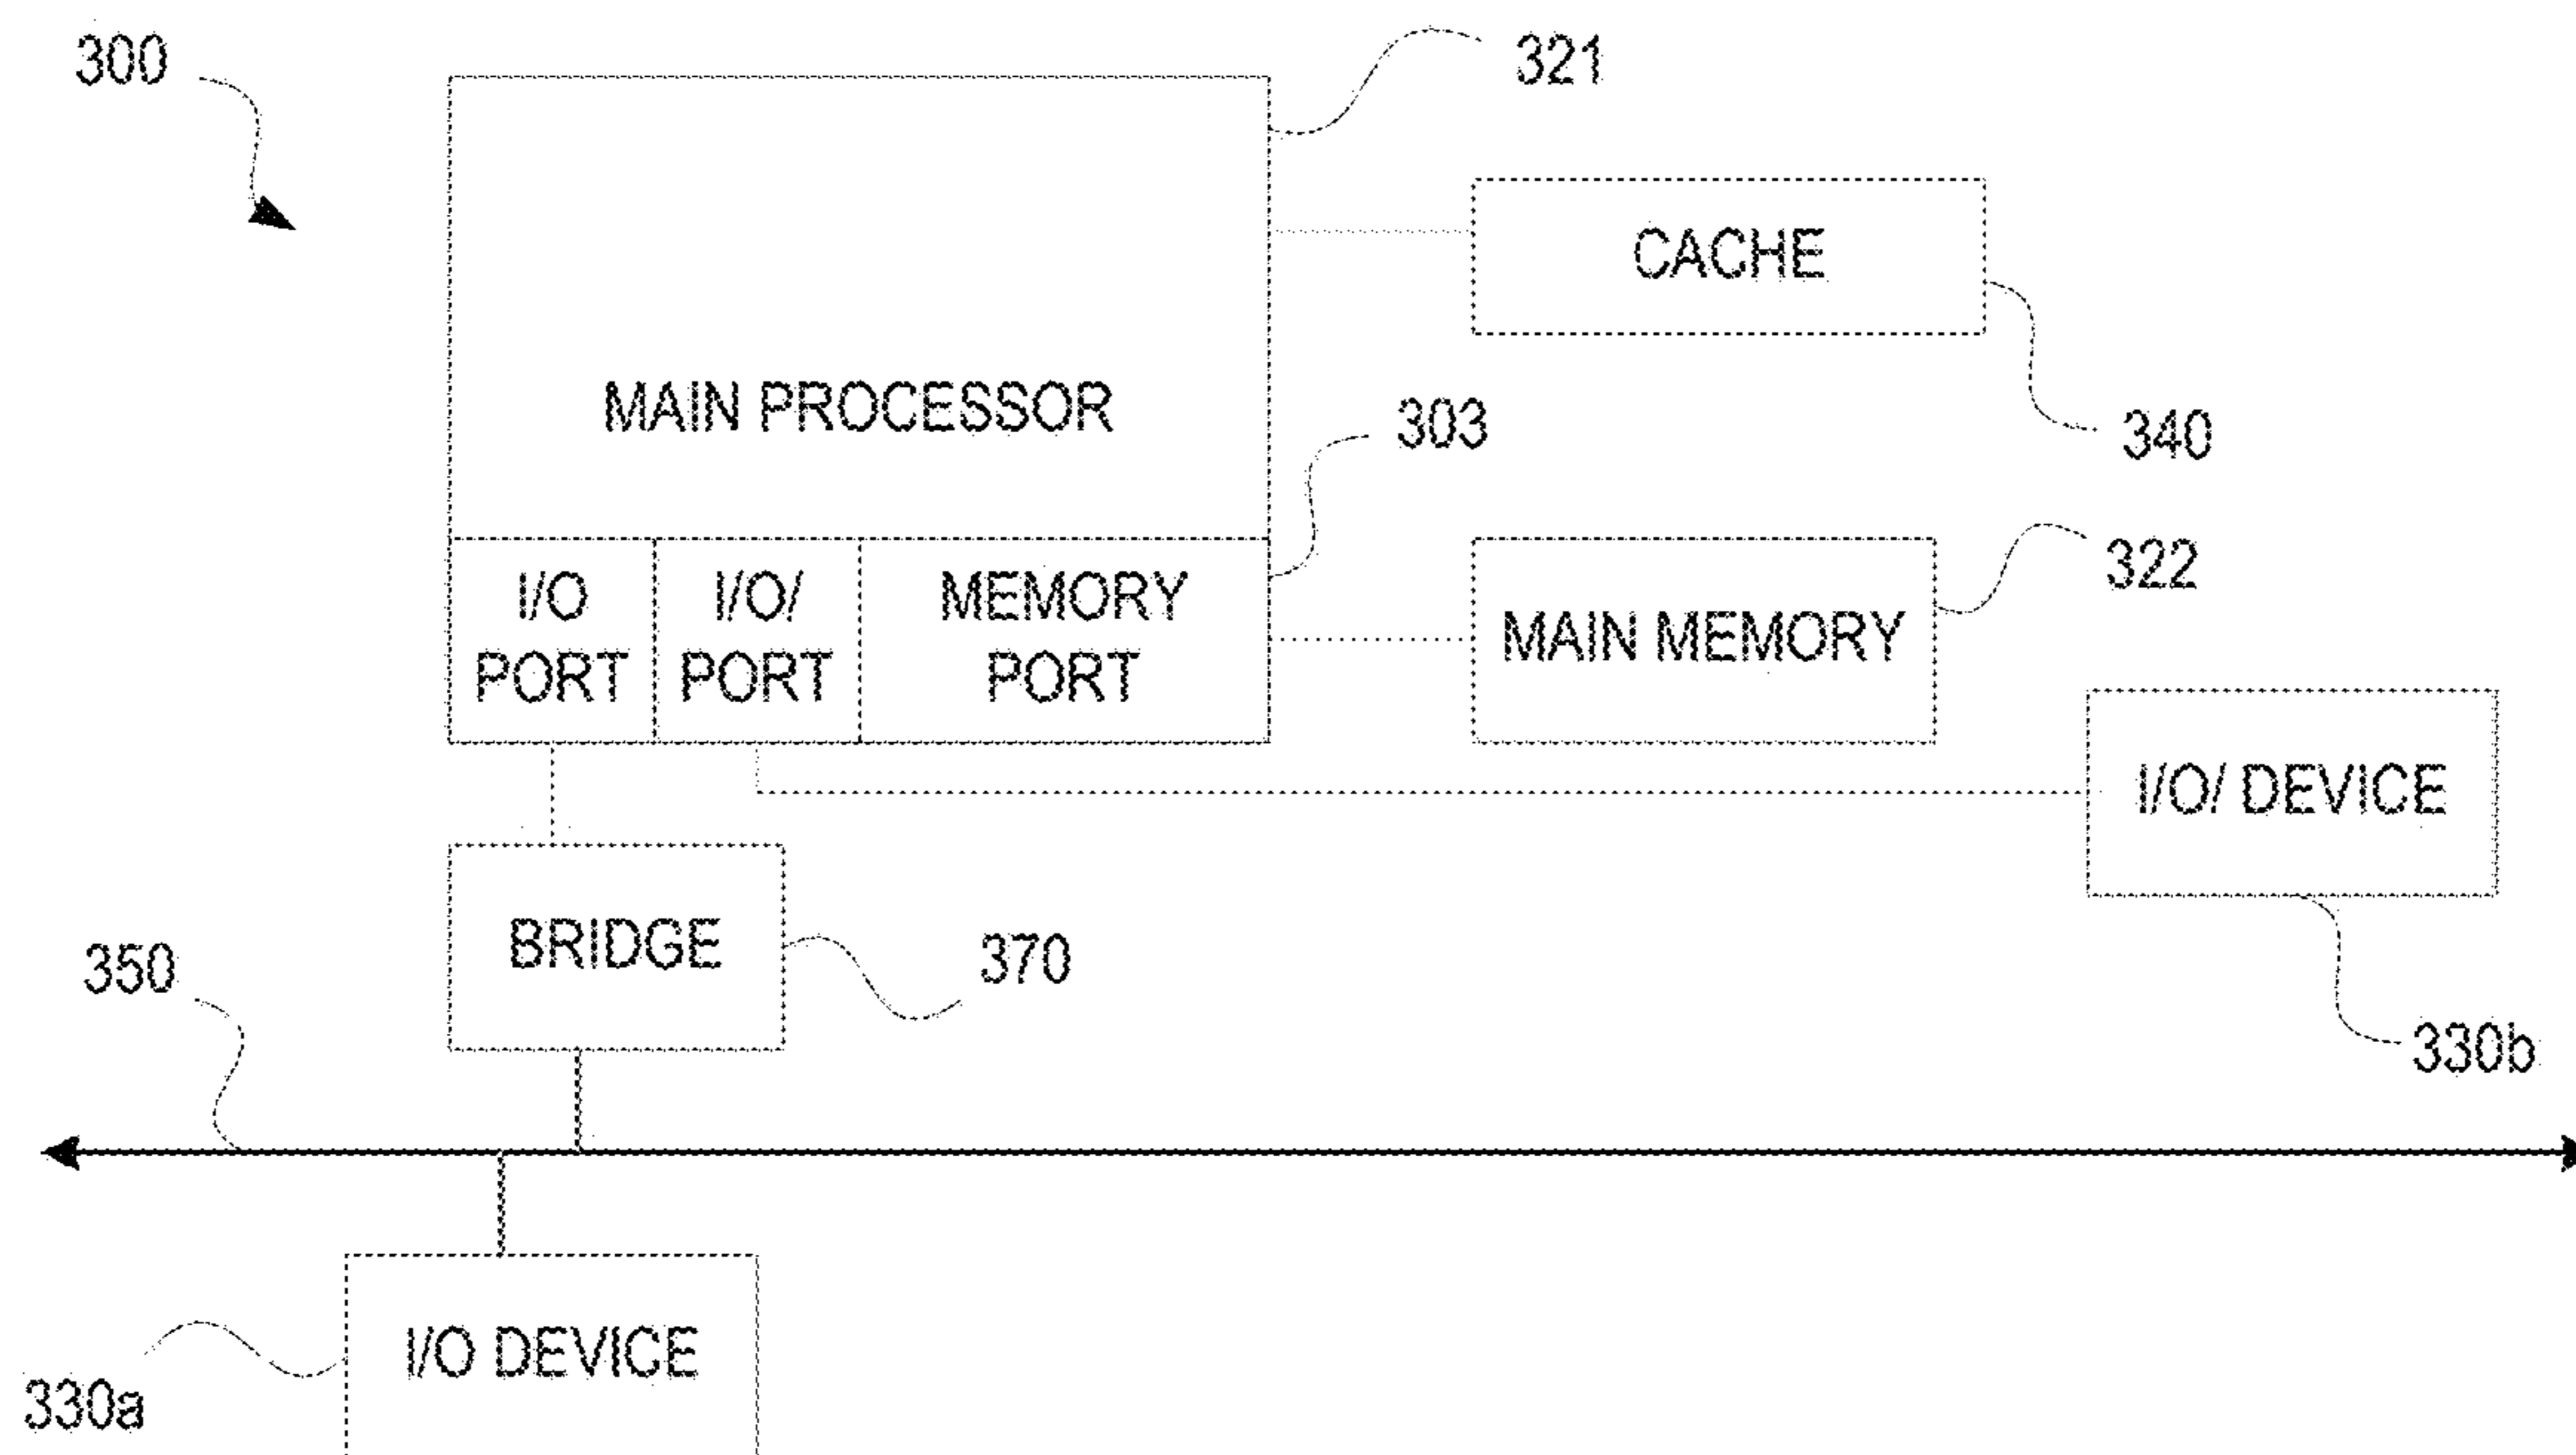 300
321
CACHE
340
MAIN PROCESSOR
303
I/O
PORT
I/O/
PORT
MEMORY
PORT
MAIN MEMORY
322
I/O/ DEVICE
330b
BRIDGE
370
350
I/O DEVICE
330a